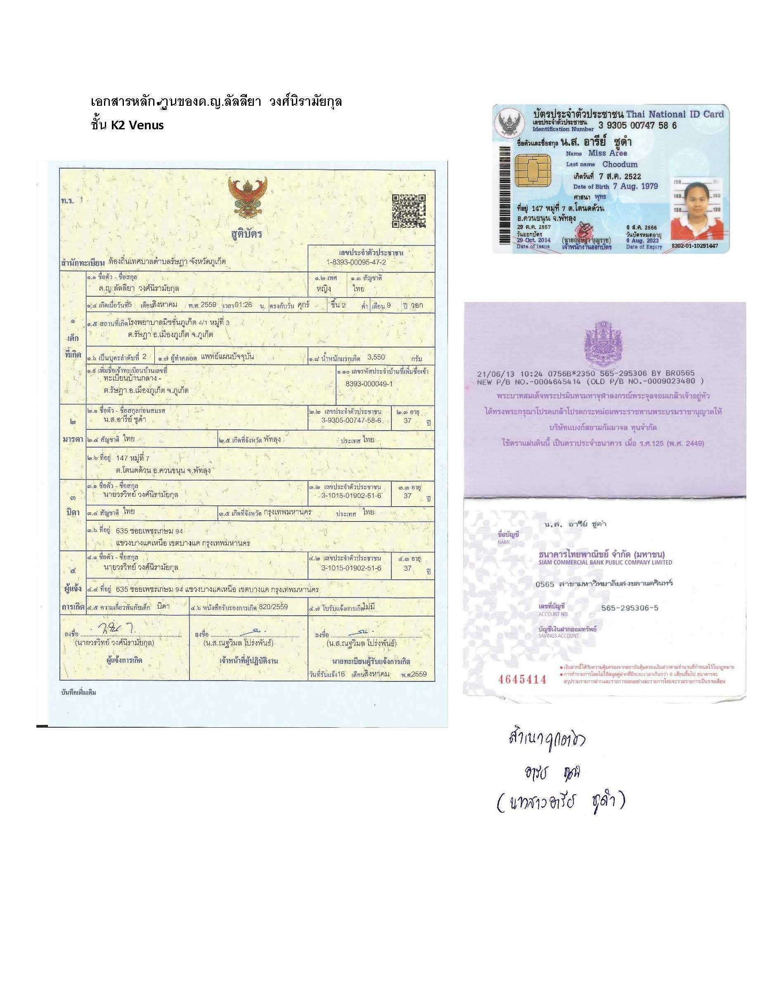 เอกสารหลักฐานของด.ญ.ลัลลียา วงศ์นิรามัยกุล
ชั้น K2 Venus
ท.ร. 1
สูติบัตร
สำนักทะเบียน ท้องถิ่นเทศบาลตำบลรัษฎา จังหวัดภูเก็ต
เลขประจำตัวประชาชน
1-8393-00095-47-2
๑
เด็ก
ที่เกิด
๑.๑ ชื่อตัว - ชื่อสกุล
ด.ญ.ลัลลียา วงศ์นิรามัยกุล
๑.๒ เพศ
หญิง
๑.๓ สัญชาติ
ไทย
๑.๔ เกิดเมื่อวันที่5 เดือนสิงหาคม พ.ศ. 2559 เวลา01:26 น. ตรงกับวัน ศุกร์ ขึ้น 2 ค่ำ เดือน 9 ปี วอก
๑.๕ สถานที่เกิดโรงพยาบาลมิชชั่นภูเก็ต 4/1 หมู่ที่ 3
ต.รัษฎา อ.เมืองภูเก็ต จ.ภูเก็ต
๑.๖ เป็นบุตรลำดับที่ 2 ๑.๗ ผู้ทำคลอด แพทย์แผนปัจจุบัน ๑.๘ น้ำหนักแรกเกิด 3,550 กรัม
๑.๙ เพิ่มชื่อเข้าทะเบียนบ้านเลขที่
ทะเบียนบ้านกลาง -
ต.รัษฎา อ.เมืองภูเก็ต จ.ภูเก็ต
๑.๑๐ เลขรหัสประจำบ้านที่เพิ่มชื่อเข้า
8393-000049-1
๒
มารดา
๒.๑ ชื่อตัว - ชื่อสกุลก่อนสมรส
น.ส.อารีย์ ชูดำ
๒.๒ เลขประจำตัวประชาชน
3-9305-00747-58-6
๒.๓ อายุ
37 ปี
๒.๔ สัญชาติ ไทย ๒.๕ เกิดที่จังหวัด พัทลุง ประเทศ ไทย
๒.๖ ที่อยู่ 147 หมู่ที่ 7
ต.โตนดด้วน อ.ควนขนุน จ.พัทลุง
๓
บิดา
๓.๑ ชื่อตัว - ชื่อสกุล
นายวรวิทย์ วงศ์นิรามัยกุล
๓.๒ เลขประจำตัวประชาชน
3-1015-01902-51-6
๓.๓ อายุ
37 ปี
๓.๔ สัญชาติ ไทย ๓.๕ เกิดที่จังหวัด กรุงเทพมหานคร ประเทศ ไทย
๓.๖ ที่อยู่ 635 ซอยเพชรเกษม 94
แขวงบางแคเหนือ เขตบางแค กรุงเทพมหานคร
๔
ผู้แจ้ง
การเกิด
๔.๑ ชื่อตัว - ชื่อสกุล
นายวรวิทย์ วงศ์นิรามัยกุล
๔.๒ เลขประจำตัวประชาชน
3-1015-01902-51-6
๔.๓ อายุ
37 ปี
๔.๔ ที่อยู่ 635 ซอยเพชรเกษม 94 แขวงบางแคเหนือ เขตบางแค กรุงเทพมหานคร
๔.๕ ความเกี่ยวพันกับเด็ก บิดา ๔.๖ หนังสือรับรองการเกิด 820/2559 ๔.๗ ใบรับแจ้งการเกิดไม่มี
ลงชื่อ ลงชื่อ ลงชื่อ
(นายวรวิทย์ วงศ์นิรามัยกุล) (น.ส.ณฐวิมล โปร่งพันธ์) (น.ส.ณฐวิมล โปร่งพันธ์)
ผู้แจ้งการเกิด เจ้าหน้าที่ผู้ปฏิบัติงาน นายทะเบียนผู้รับแจ้งการเกิด
วันที่รับแจ้ง16 เดือนสิงหาคม พ.ศ2559
บันทึกเพิ่มเติม
บัตรประจำตัวประชาชน Thai National ID Card
เลขประจำตัวประชาชน
Identification Number 3 9305 00747 58 6
ชื่อตัวและชื่อสกุล น.ส. อารีย์ ชูดำ
Name Miss Aree
Last name Choodum
เกิดวันที่ 7 ส.ค. 2522
Date of Birth 7 Aug. 1979
ศาสนา พุทธ
ที่อยู่ 147 หมู่ที่ 7 ต.โตนดด้วน
อ.ควนขนุน จ.พัทลุง
29 ต.ค. 2557
วันออกบัตร
29 Oct. 2014
Date of Issue
เจ้าพนักงานออกบัตร
6 ส.ค. 2566
วันบัตรหมดอายุ
6 Aug. 2023
Date of Expiry
150
140 140
130 130
8302-01-10291447
21/06/13 10:24 0756B*2350 565-295306 BY BR0565
NEW P/B NO.-0004645414 (OLD P/B NO.-0009023480 )
พระบาทสมเด็จพระปรมินทรมหาจุฬาลงกรณ์พระจุลจอมเกล้าเจ้าอยู่หัว
ได้ทรงพระกรุณาโปรดเกล้าโปรดกระหม่อมพระราชทานพระบรมราชานุญาตให้
บริษัทแบงก์สยามกัมมาจล ทุนจำกัด
ใช้ตราแผ่นดินนี้ เป็นตราประจำธนาคาร เมื่อ ร.ศ.125 (พ.ศ. 2449)
น.ส. อารีย์ ชูดำ
ชื่อบัญชี
NAME
ธนาคารไทยพาณิชย์ จำกัด (มหาชน)
SIAM COMMERCIAL BANK PUBLIC COMPANY LIMITED
0565 สาขามหาวิทยาลัยสงขลานครินทร์
เลขที่บัญชี 565-295306-5
ACCOUNT NO.
บัญชีเงินฝากออมทรัพย์
SAVINGS ACCOUNT
4645414
• เงินฝากนี้ได้รับความคุ้มครองจากสถาบันคุ้มครองเงินฝากตามจำนวนที่กำหนดไว้ในกฎหมาย
• การทำรายการโดยไม่ใช้สมุดคู่ฝากที่มีระยะเวลาเกินกว่า 6 เดือนขึ้นไป ธนาคารจะ
สรุปรวมรายการฝากและรายการถอนอย่างละรายการโดยจะรวมรายการเป็นรายเดือน
สำเนาถูกต้อง
อารีย์ ชูดำ
(นางสาวอารีย์ ชูดำ)